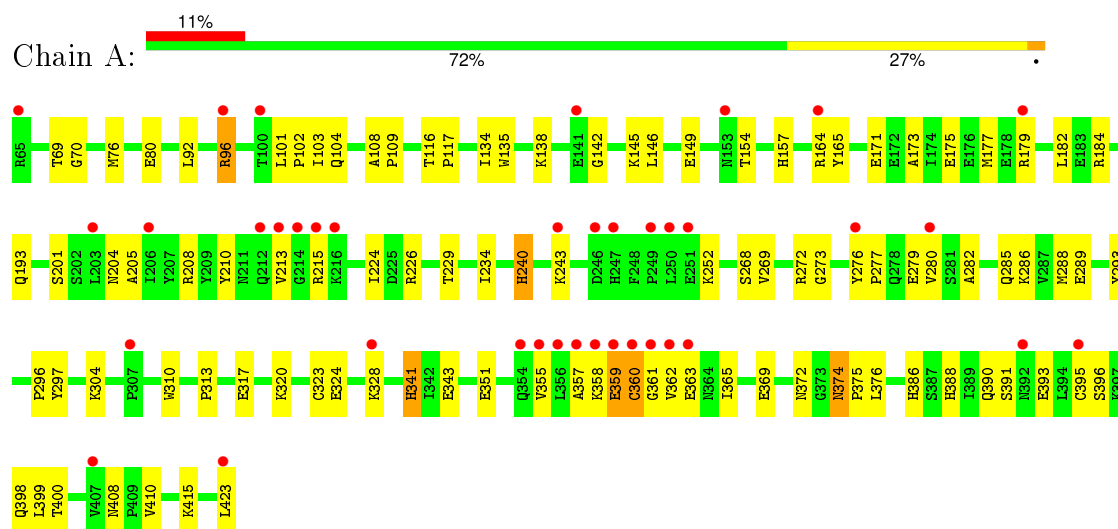 11%
Chain A:
72% 27% •
R65 T69 G70 M76 E80 L92 R96 T100 L101 P102 I103 Q104 A108 P109 T116 P117 I134 W135 K138 E141 G142 K145 L146 E149 N153 T154 H157 R164 Y165 E171 E172 A173 I174 E175 E176 M177 E178 R179 L182 E183 R184
Q193 S201 S202 L203 N204 A205 I206 Y207 R208 Y209 Y210 N211 Q212 V213 G214 R215 K216 I224 D225 R226 T229 I234 H240 K243 D246 H247 F248 P249 L250 E251 K252 S268 V269 R272 G273 Y276 P277 Q278 E279 V280 S281 A282 Q285 K286 V287 M288 E289 Y293
P296 Y297 K304 P307 W310 P313 E317 K320 C323 E324 K328 H341 I342 E343 E351 Q354 V355 L356 A357 K358 E359 C360 G361 V362 E363 N364 I365 E369 N372 G373 N374 P375 L376 H386 S387 H388 I389 Q390 S391 N392 E393 L394 C395 S396 K397
Q398 L399 T400 V407 N408 P409 V410 K415 L423